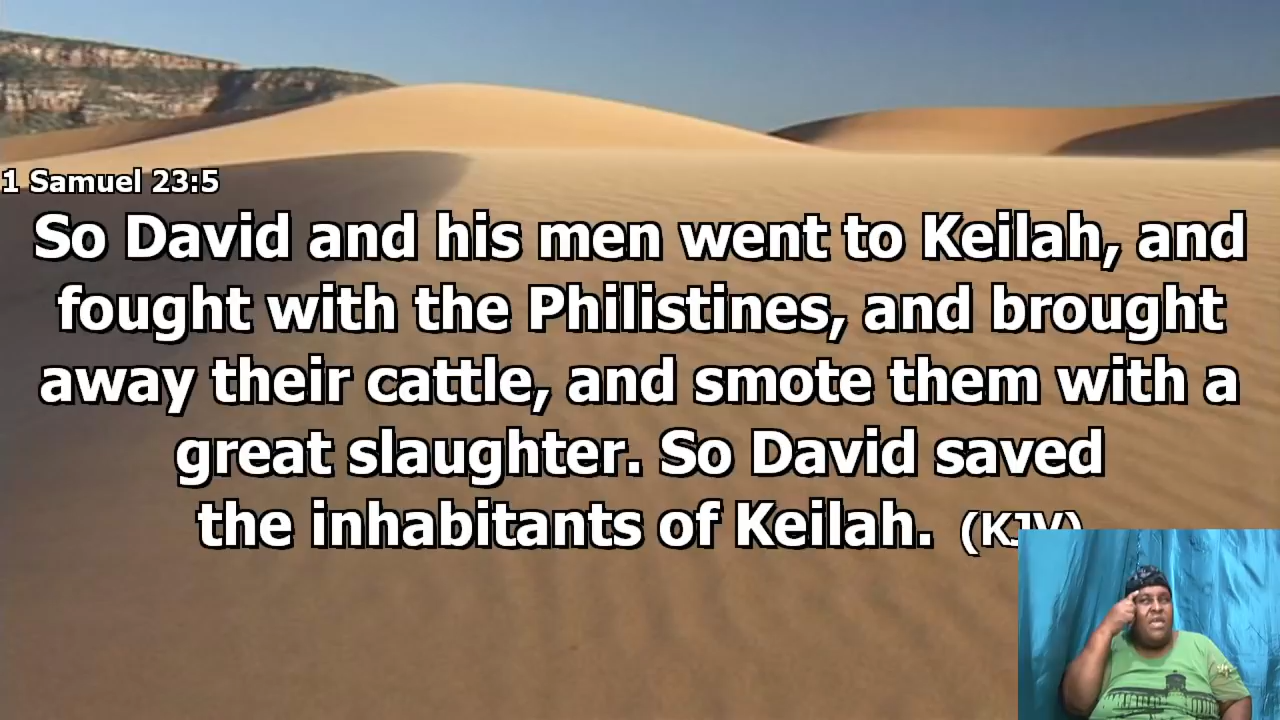 1 Samuel 23:5
So David and his men went to Keilah, and
fought with the Philistines, and brought
away their cattle, and smote them with a
great slaughter. So David saved
the inhabitants of Keilah. (KJV)